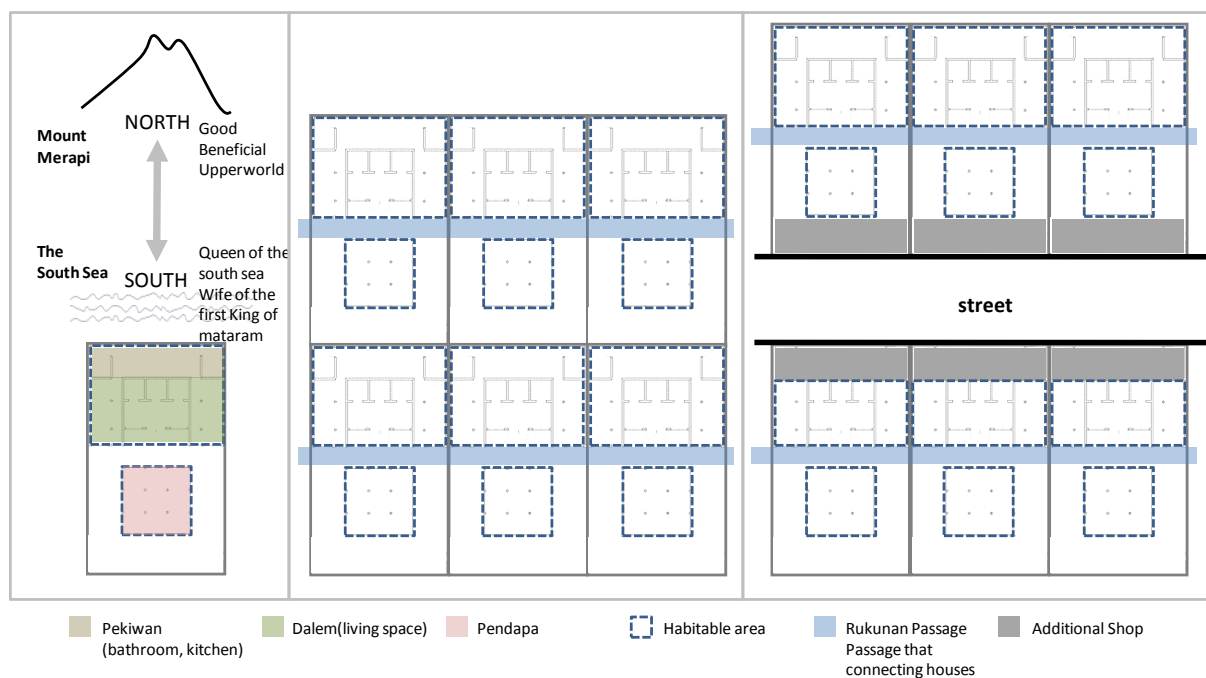 Mount
Merapi
NORTH
Good
Beneficial
Upperworld
The
South Sea
SOUTH
Queen of the
south sea
Wife of the
first King of
mataram
street
Pekiwan
(bathroom, kitchen)
Dalem(living space)
Pendapa
Habitable area
Rukunan Passage
Passage that
connecting houses
Additional Shop